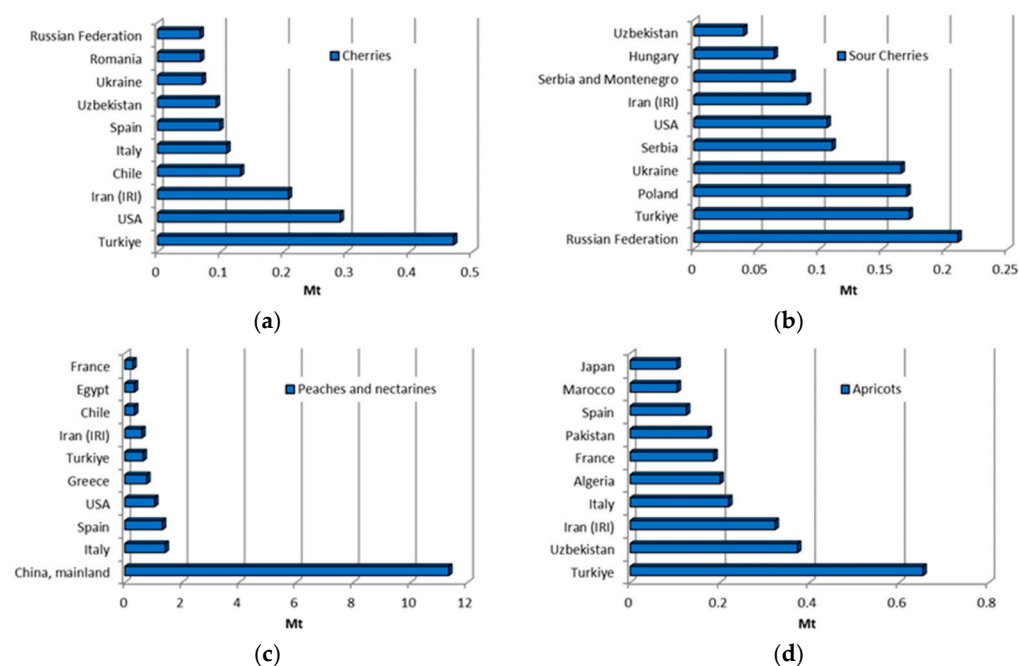 Russian Federation
Romania
Ukraine
Uzbekistan
Spain
Italy
Chile
Iran (IRI)
USA
Turkiye
Cherries
0 0.1 0.2 0.3 0.4 0.5
Mt
(a)
Uzbekistan
Hungary
Serbia and Montenegro
Iran (IRI)
USA
Serbia
Ukraine
Poland
Turkiye
Russian Federation
Sour Cherries
0 0.05 0.1 0.15 0.2 0.25
Mt
(b)
France
Egypt
Chile
Iran (IRI)
Turkiye
Greece
USA
Spain
Italy
China, mainland
Peaches and nectarines
0 2 4 6 8 10 12
Mt
(c)
Japan
Marocco
Spain
Pakistan
France
Algeria
Italy
Iran (IRI)
Uzbekistan
Turkiye
Apricots
0 0.2 0.4 0.6 0.8
Mt
(d)